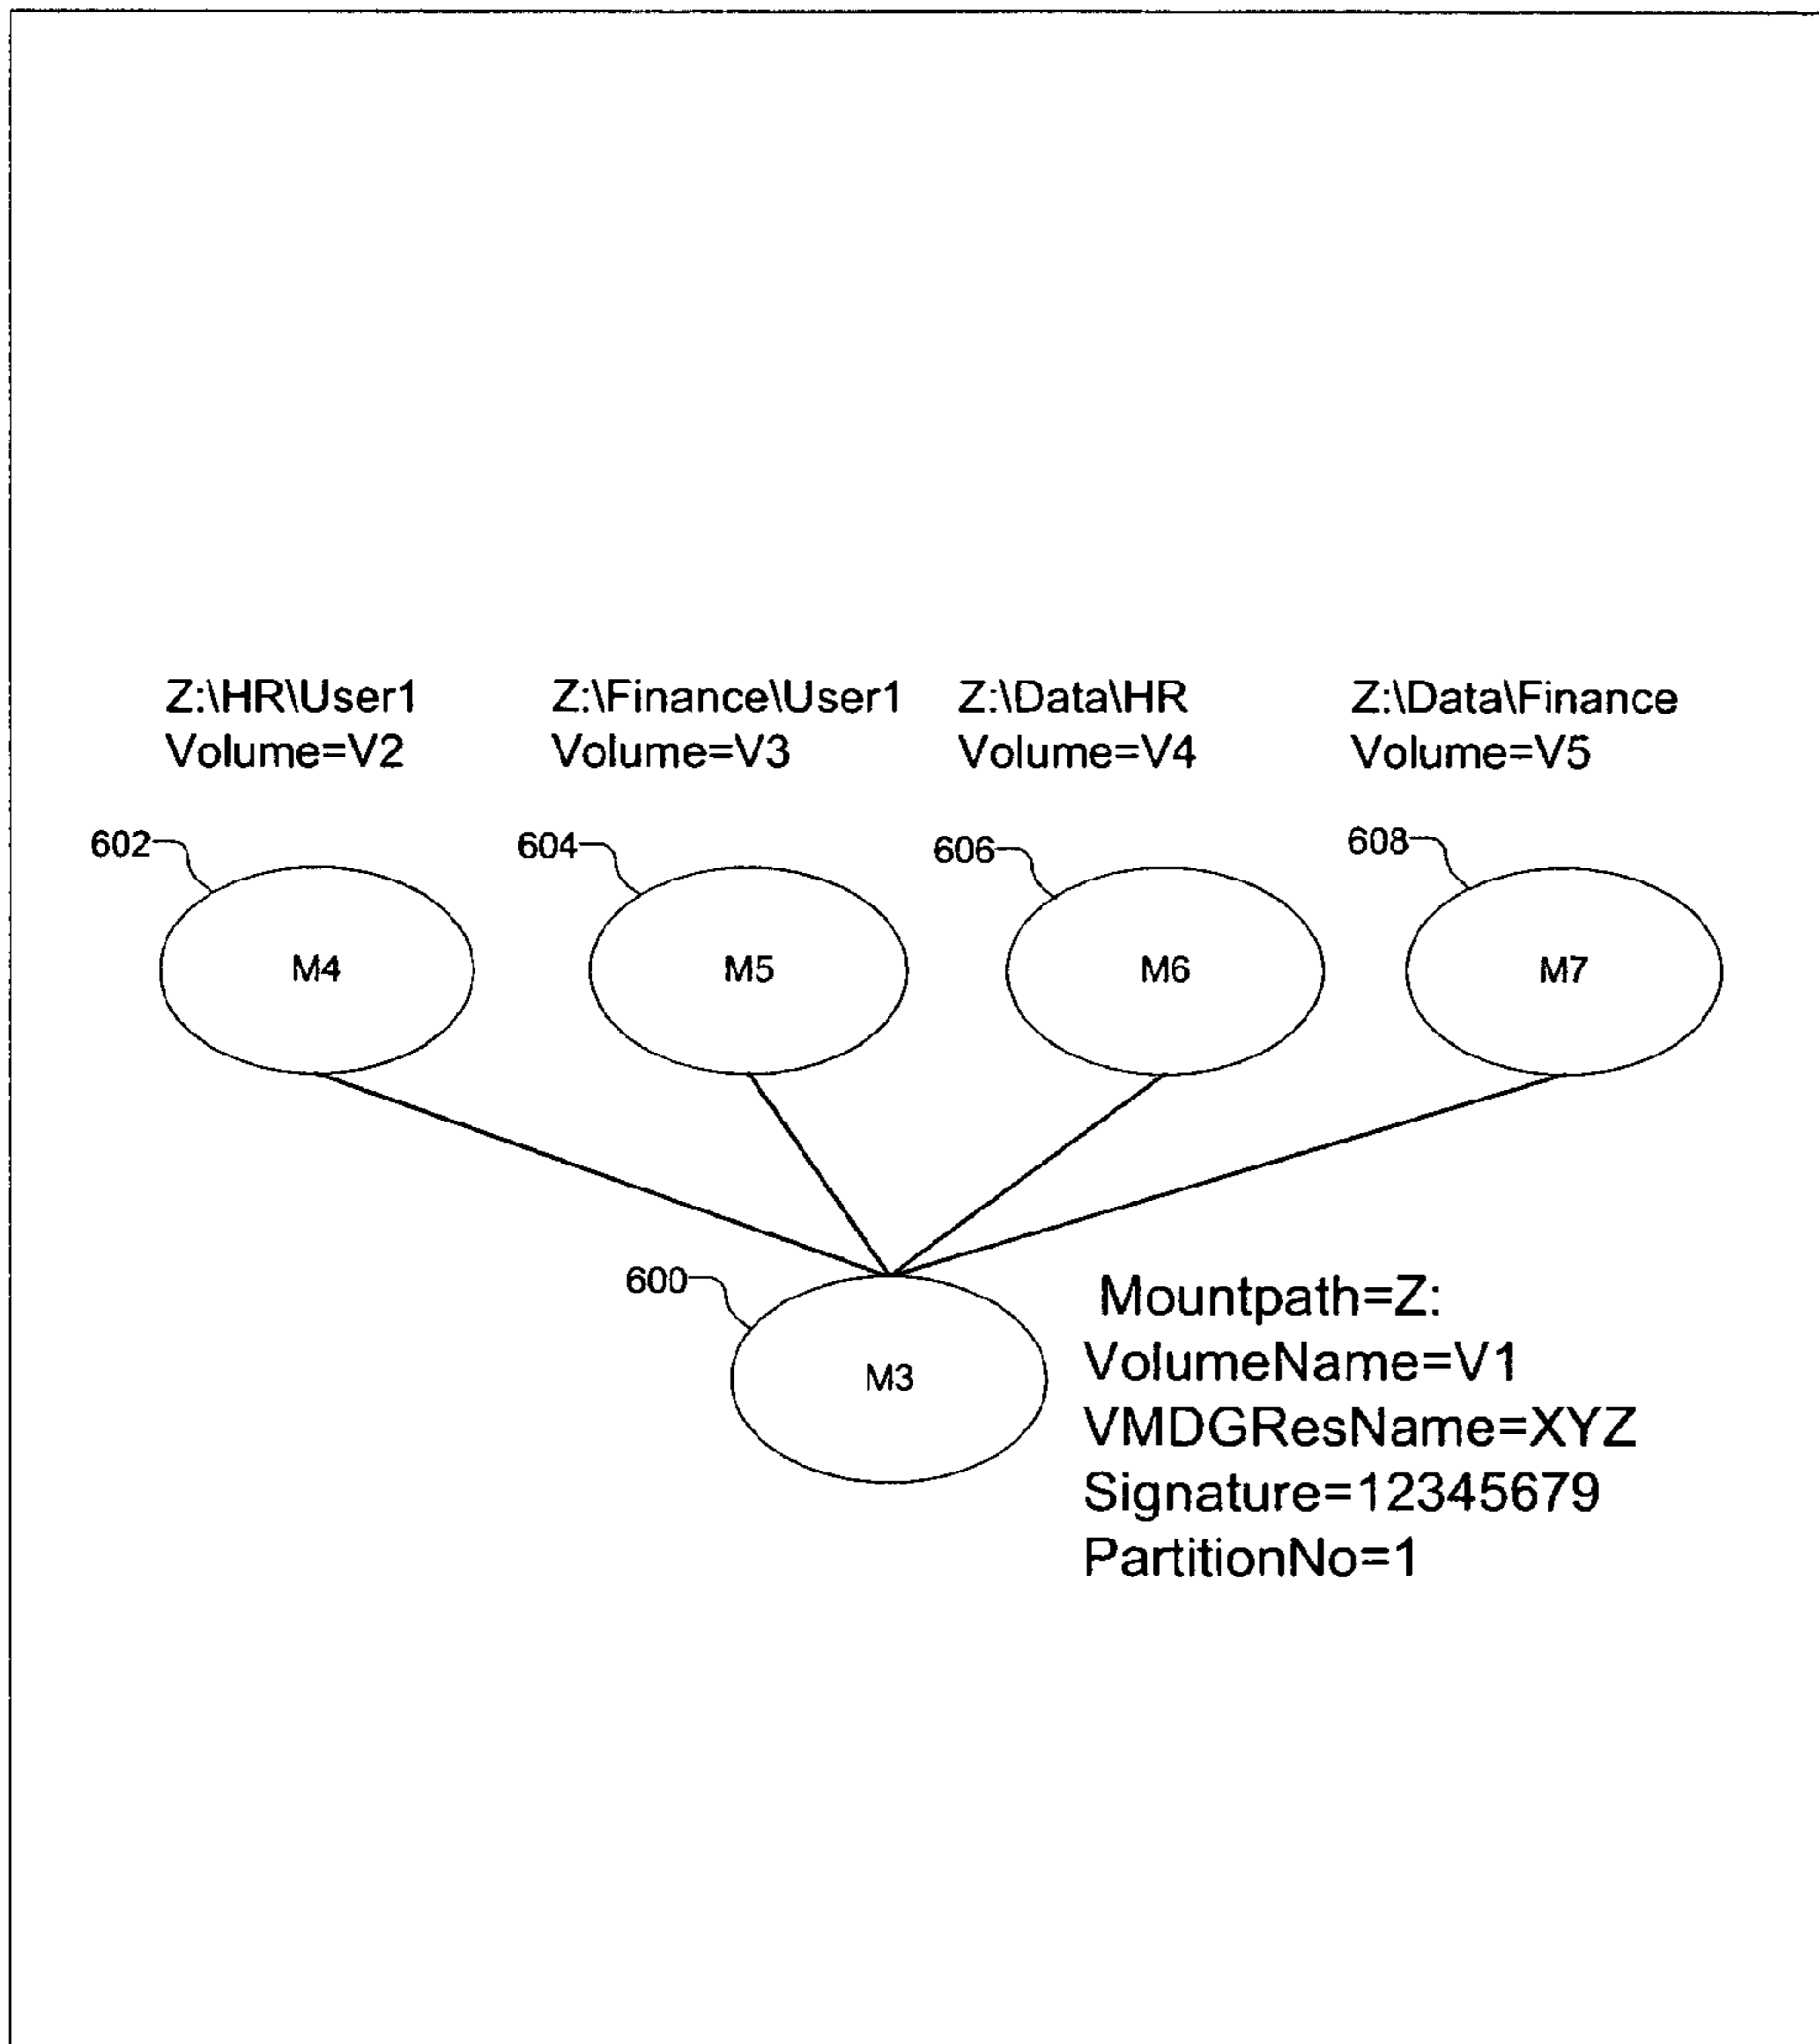 Z:\HR\User1
Volume=V2
Z:\Finance\User1
Volume=V3
Z:\Data\HR
Volume=V4
Z:\Data\Finance
Volume=V5
602
604
606
608
M4
M5
M6
M7
600
M3
Mountpath=Z:
VolumeName=V1
VMDGResName=XYZ
Signature=12345679
PartitionNo=1